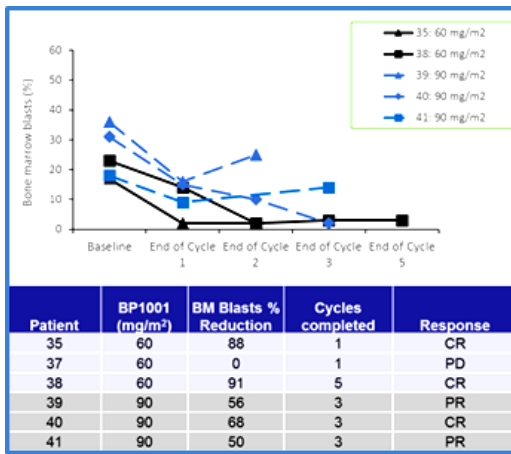 60
50
40
30
20
10
0
Bone marrow blasts (%)
35: 60 mg/m2
38: 60 mg/m2
39: 90 mg/m2
40: 90 mg/m2
41: 90 mg/m2
Baseline End of Cycle End of Cycle End of Cycle End of Cycle
1 2 3 5
BP1001 BM Blasts % Cycles
Patient (mg/m²) Reduction completed Response
35 60 88 1 CR
37 60 0 1 PD
38 60 91 5 CR
39 90 56 3 PR
40 90 68 3 CR
41 90 50 3 PR